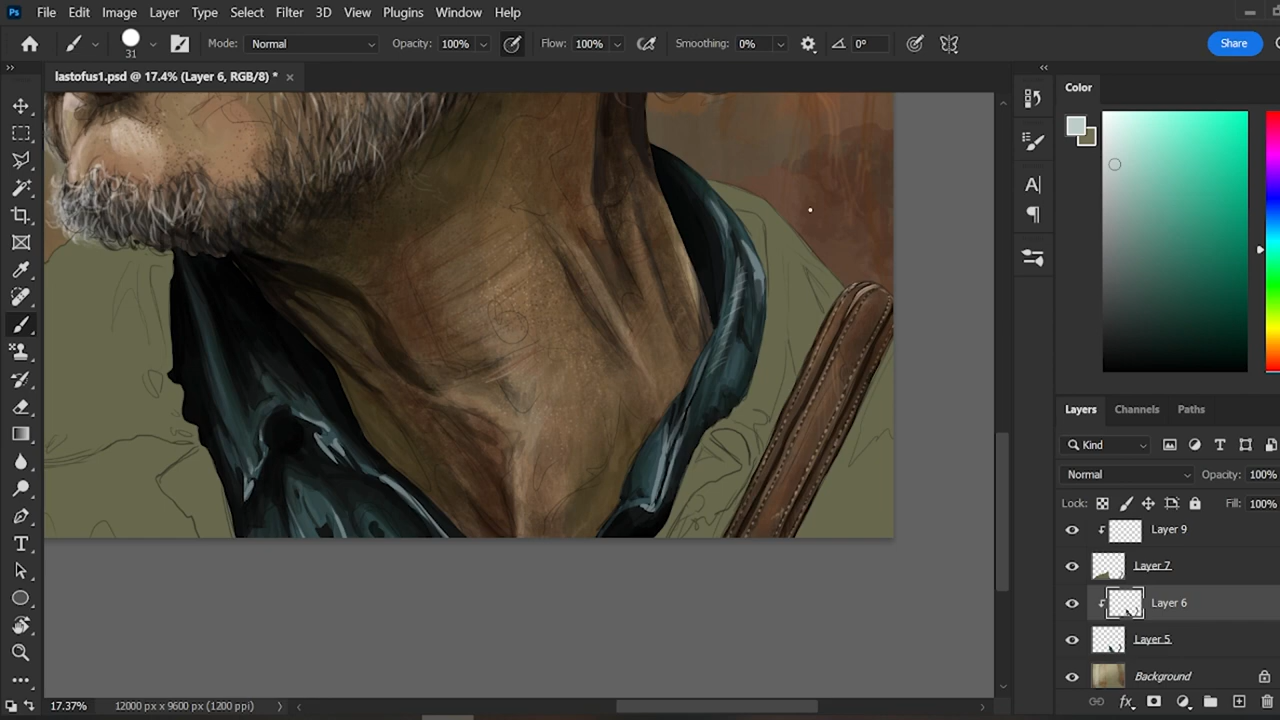 Ps File Edit Image Layer Type Select Filter 3D View Plugins Window Help
31 Mode: Normal Opacity: 100% Flow: 100% Smoothing: 0% 0° Share
lastofus1.psd @ 17.4% (Layer 6, RGB/8) *
Color
Layers Channels Paths
Kind
Normal Opacity: 100%
Lock: Fill: 100%
Layer 9
Layer 7
Layer 6
Layer 5
Background
17.37% 12000 px x 9600 px (1200 ppi)